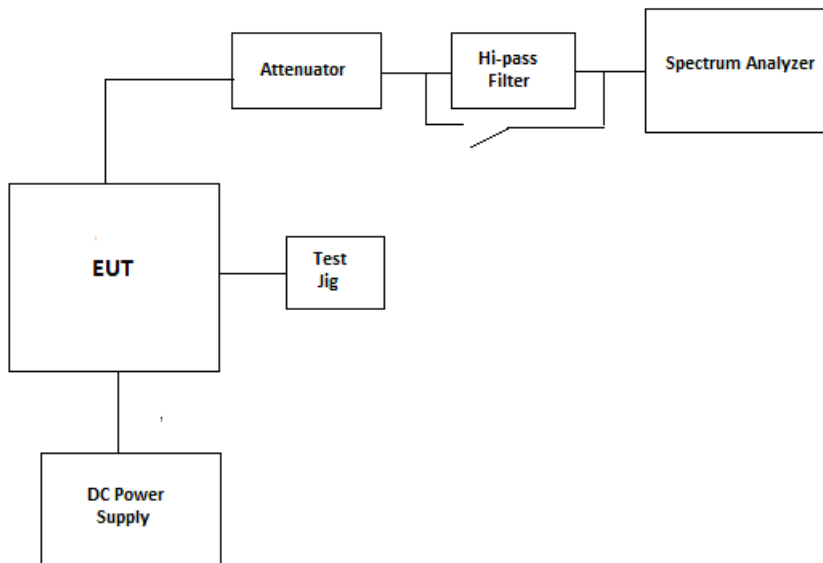 Attenuator
Hi-pass
Filter
Spectrum Analyzer
EUT
Test
Jig
DC Power
Supply